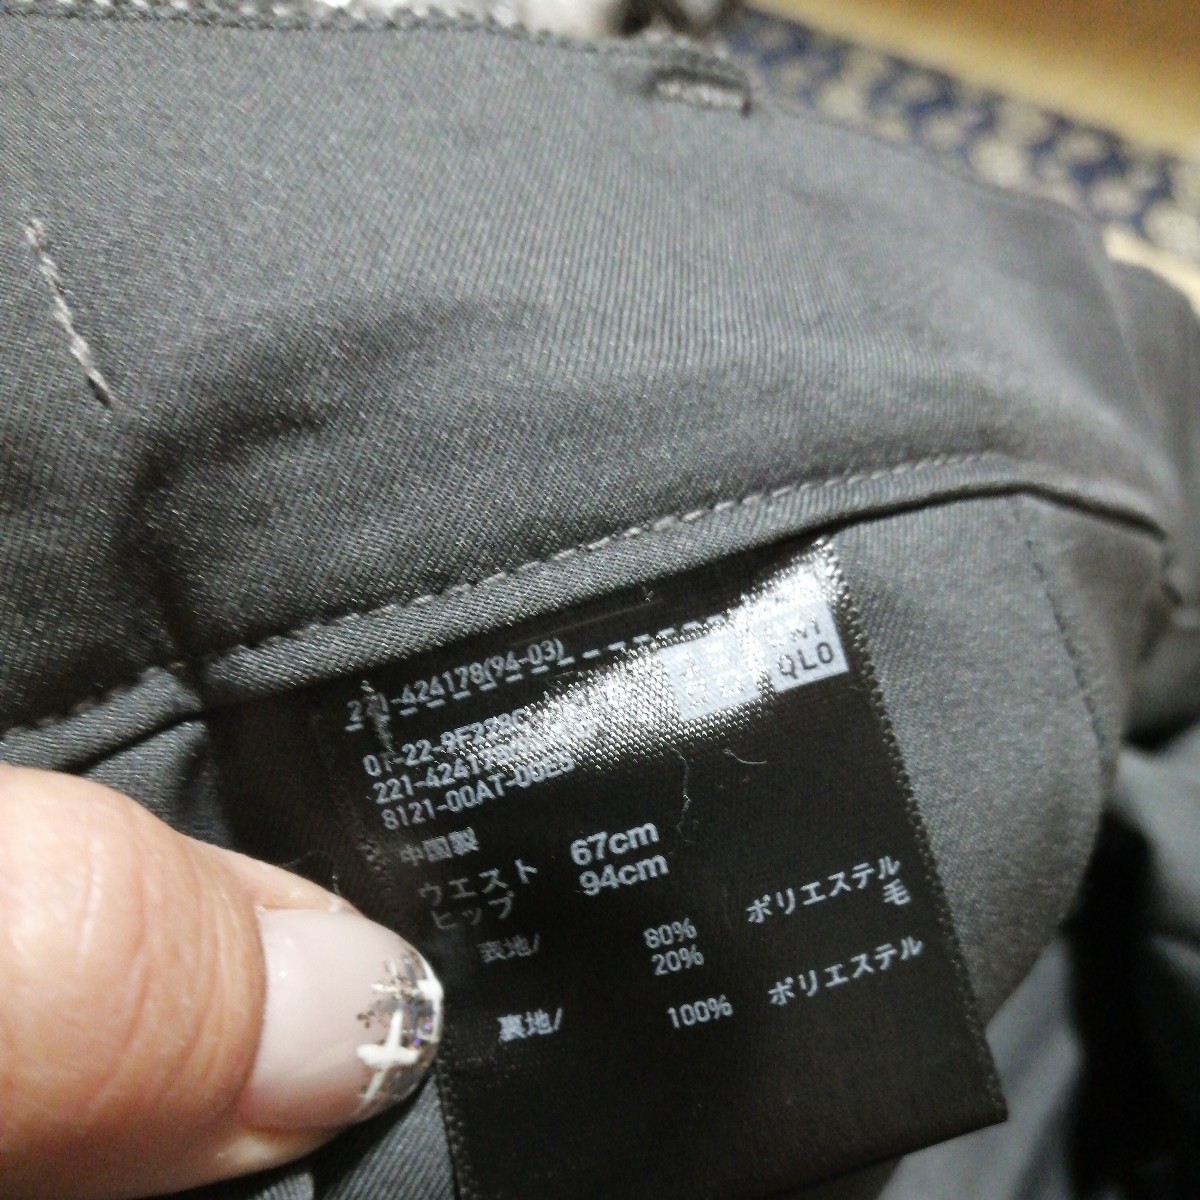 221-424178(94-03)
QLO
8121-00AT-
中国製
ウエスト 67cm
ヒップ 94cm
表地/ 80% ポリエステル
20% 毛
裏地/ 100% ポリエステル